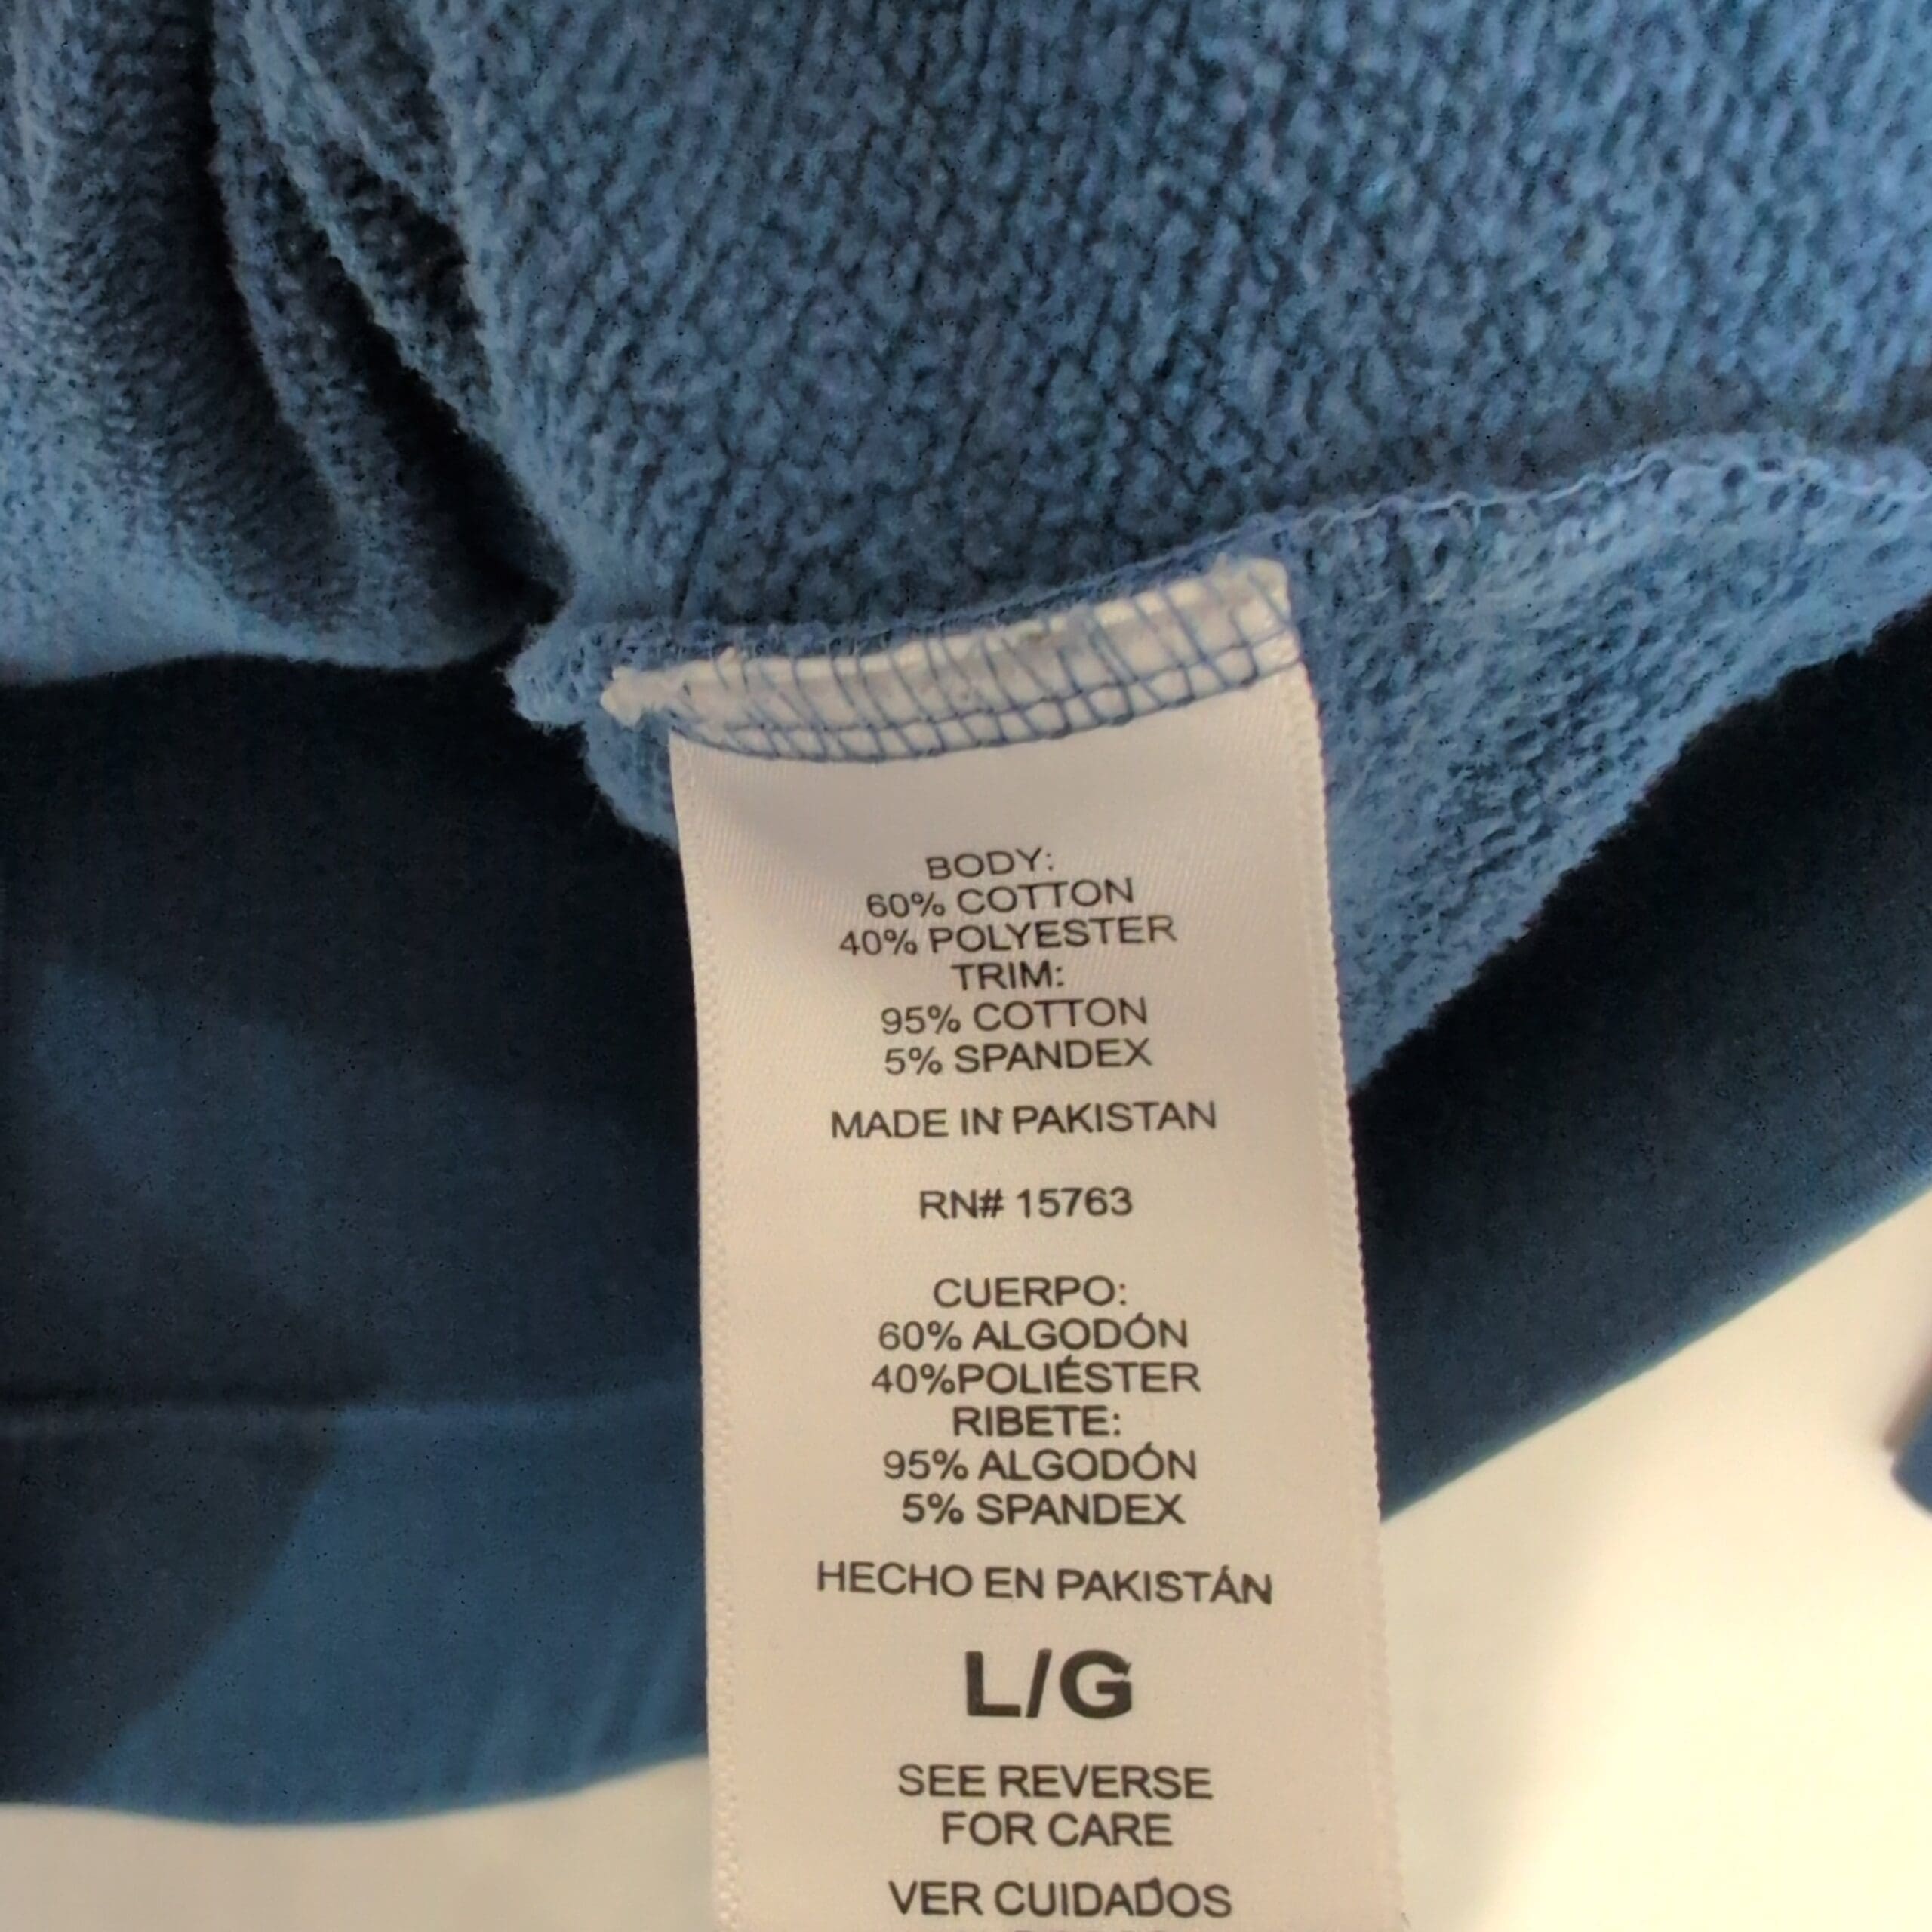 BODY:
60% COTTON
40% POLYESTER
TRIM:
95% COTTON
5% SPANDEX
MADE IN PAKISTAN
RN# 15763
CUERPO:
60% ALGODÓN
40%POLIÉSTER
RIBETE:
95% ALGODÓN
5% SPANDEX
HECHO EN PAKISTÁN
L/G
SEE REVERSE
FOR CARE
VER CUIDADOS